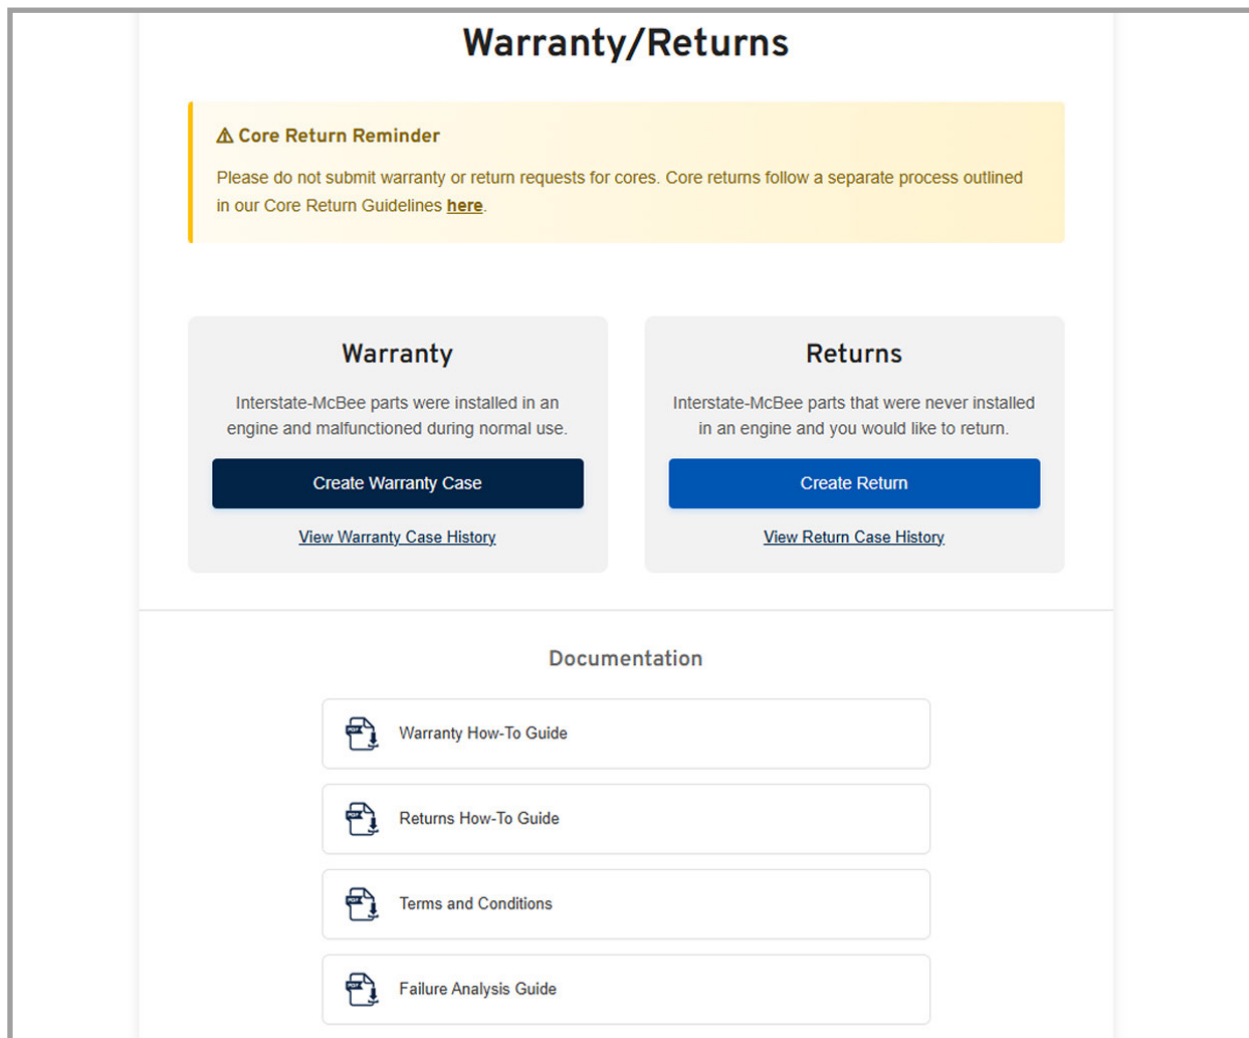 Warranty/Returns
⚠ Core Return Reminder
Please do not submit warranty or return requests for cores. Core returns follow a separate process outlined
in our Core Return Guidelines here.
Warranty
Interstate-McBee parts were installed in an
engine and malfunctioned during normal use.
Create Warranty Case
View Warranty Case History
Returns
Interstate-McBee parts that were never installed
in an engine and you would like to return.
Create Return
View Return Case History
Documentation
PDF
Warranty How-To Guide
PDF
Returns How-To Guide
PDF
Terms and Conditions
PDF
Failure Analysis Guide